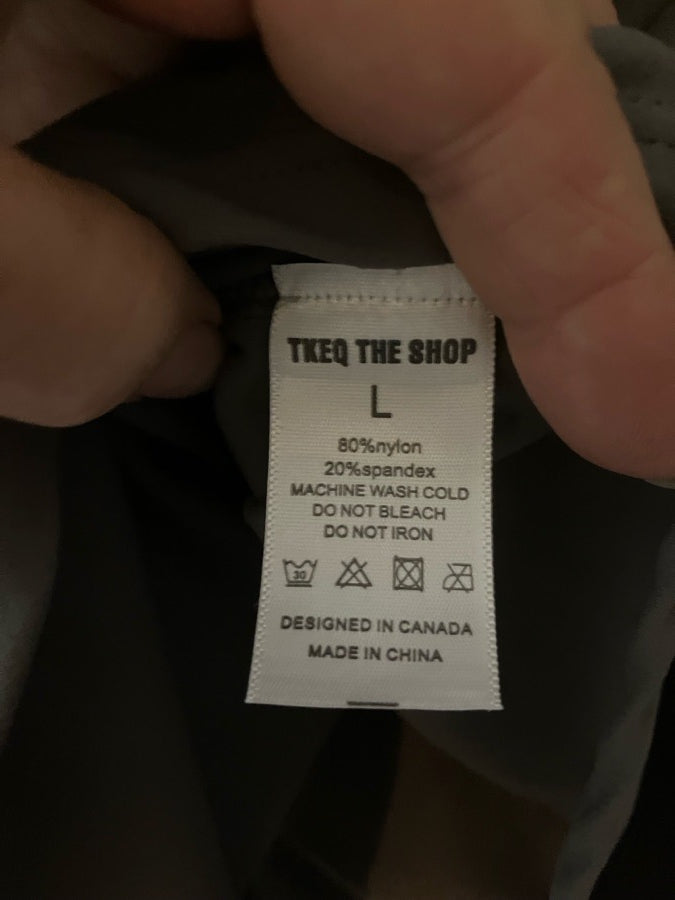 TKEQ THE SHOP
L
80%nylon
20%spandex
MACHINE WASH COLD
DO NOT BLEACH
DO NOT IRON
30
DESIGNED IN CANADA
MADE IN CHINA